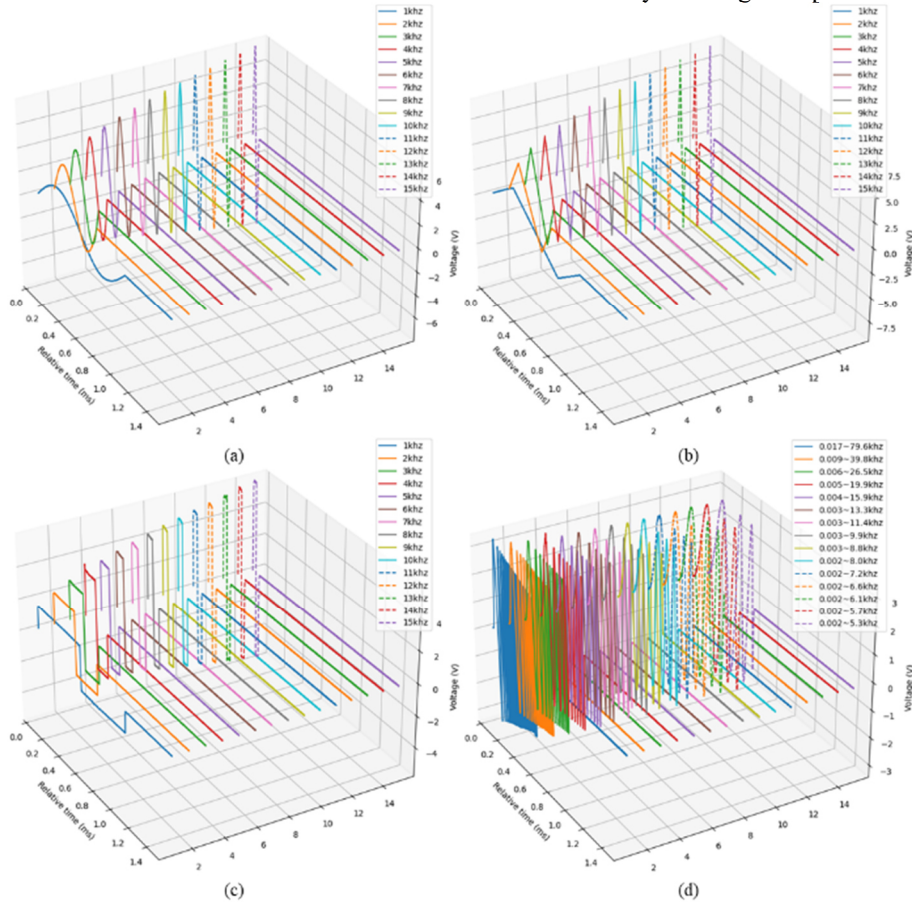 1khz
2khz
3khz
4khz
5khz
6khz
7khz
8khz
9khz
10khz
11khz
12khz
13khz
14khz
15khz
6
4
2
0
−2
−4
−6
Voltage (V)
0.0
0.2
0.4
0.6
0.8
1.0
1.2
1.4
Relative time (ms)
2
4
6
8
10
12
14
(a)
1khz
2khz
3khz
4khz
5khz
6khz
7khz
8khz
9khz
10khz
11khz
12khz
13khz
14khz
15khz
7.5
5.0
2.5
0.0
−2.5
−5.0
−7.5
Voltage (V)
0.0
0.2
0.4
0.6
0.8
1.0
1.2
1.4
Relative time (ms)
2
4
6
8
10
12
14
(b)
1khz
2khz
3khz
4khz
5khz
6khz
7khz
8khz
9khz
10khz
11khz
12khz
13khz
14khz
15khz
4
2
0
−2
−4
Voltage (V)
0.0
0.2
0.4
0.6
0.8
1.0
1.2
1.4
Relative time (ms)
2
4
6
8
10
12
14
(c)
0.017~79.6khz
0.009~39.8khz
0.006~26.5khz
0.005~19.9khz
0.004~15.9khz
0.003~13.3khz
0.003~11.4khz
0.003~9.9khz
0.003~8.8khz
0.002~8.0khz
0.002~7.2khz
0.002~6.6khz
0.002~6.1khz
0.002~5.7khz
0.002~5.3khz
3
2
1
0
−1
−2
−3
Voltage (V)
0.0
0.2
0.4
0.6
0.8
1.0
1.2
1.4
Relative time (ms)
2
4
6
8
10
12
14
(d)